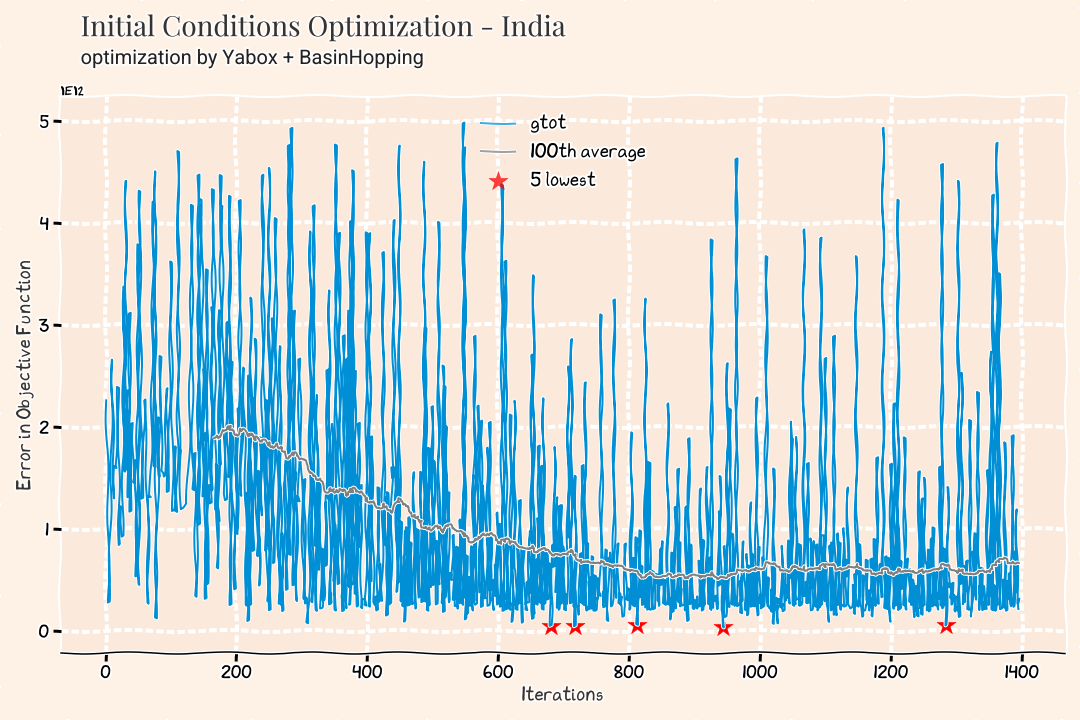 Initial Conditions Optimization - India
optimization by Yabox + BasinHopping
1E12
5
4
3
2
1
0
Error in Objective Function
gtot
100th average
5 lowest
0 200 400 600 800 1000 1200 1400
Iterations